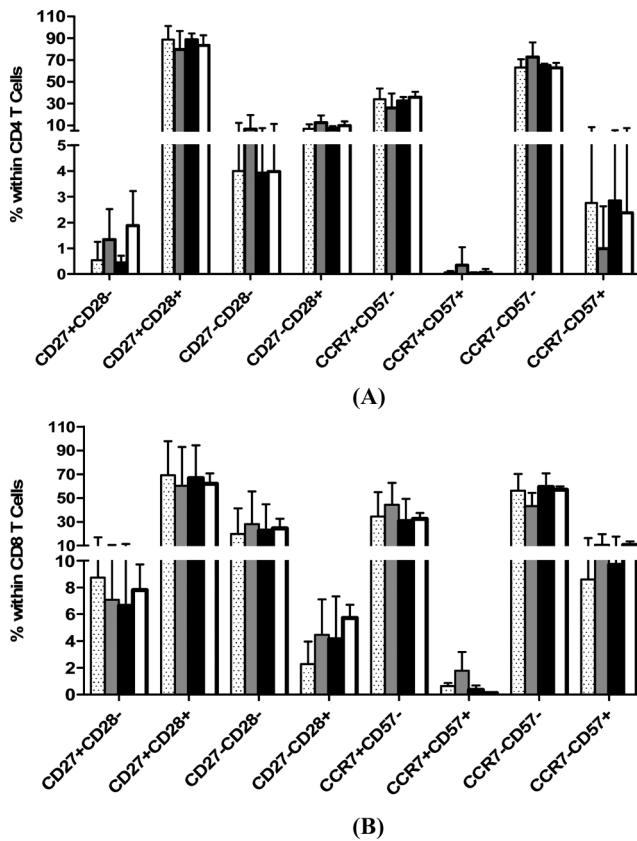 110
90
70
50
30
10
5
4
3
2
1
0
% within CD4 T Cells
CD27+CD28-
CD27+CD28+
CD27-CD28-
CD27-CD28+
CCR7+CD57-
CCR7+CD57+
CCR7-CD57-
CCR7-CD57+
(A)
110
90
70
50
30
10
10
8
6
4
2
0
% within CD8 T Cells
CD27+CD28-
CD27+CD28+
CD27-CD28-
CD27-CD28+
CCR7+CD57-
CCR7+CD57+
CCR7-CD57-
CCR7-CD57+
(B)